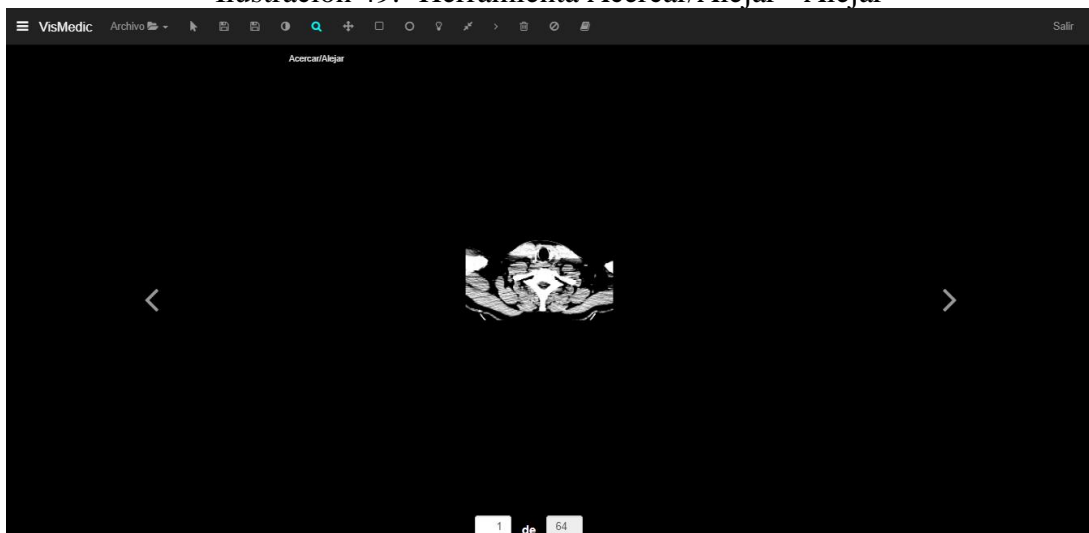 Ilustración 49. Herramienta Acercar/Alejar - Alejar
VisMedic Archivo Salir
Acercar/Alejar
1 de 64